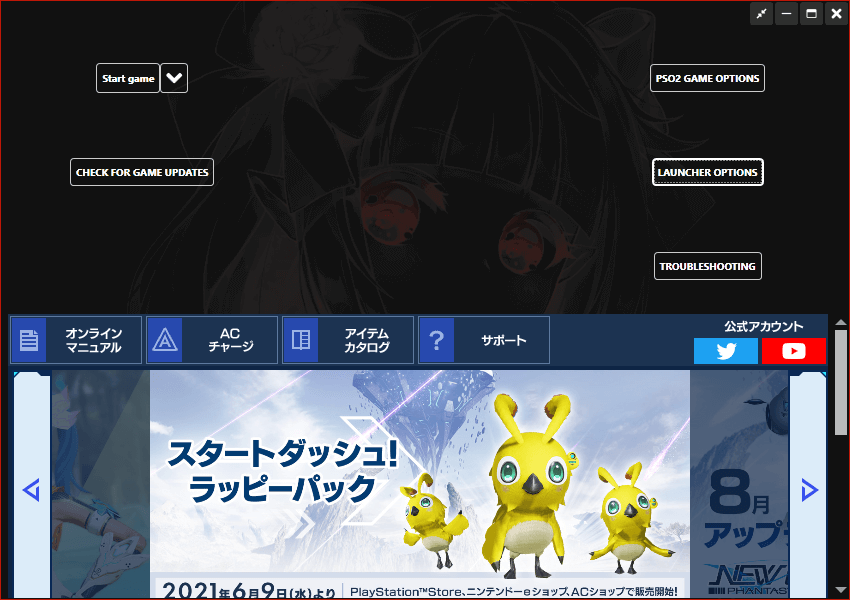 Start game
PSO2 GAME OPTIONS
CHECK FOR GAME UPDATES
LAUNCHER OPTIONS
TROUBLESHOOTING
オンライン
マニュアル
AC
チャージ
アイテム
カタログ
サポート
公式アカウント
スタートダッシュ!
ラッピーパック
2021年6月9日(水)より
PlayStation™Store、ニンテンドーeショップ、ACショップで販売開始!
8月
アップデ
NEW
PHANTAS